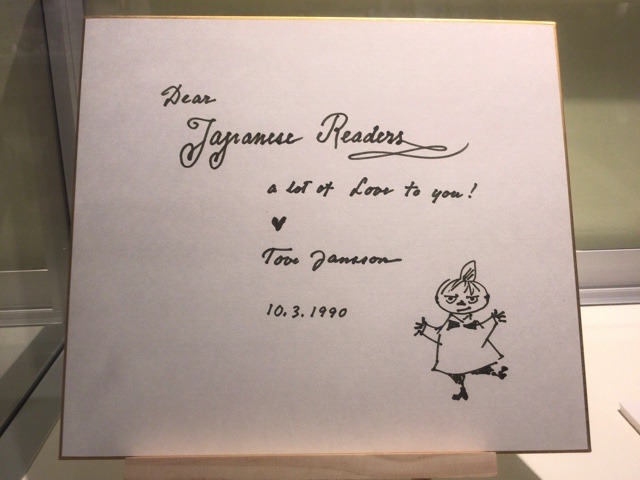 Dear
Japanese Readers
a lot of Love to you!
♥
Tove Jansson
10.3.1990